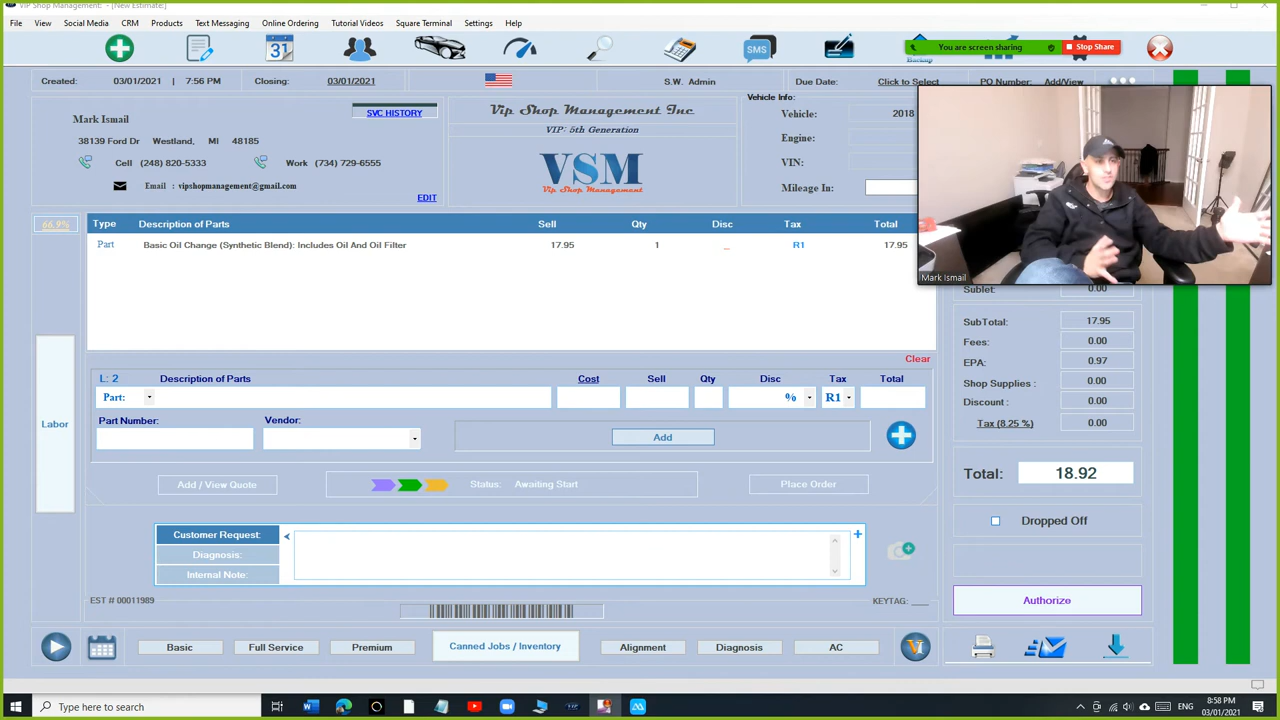 Vip Shop Management: - (New Estimate:)
File View Social Media CRM Products Text Messaging Online Ordering Tutorial Videos Square Terminal Settings Help
31 SMS Backup You are screen sharing Stop Share
Created: 03/01/2021 | 7:56 PM Closing: 03/01/2021 S.W. Admin Due Date: Click to Select PO Number: Add/View
Mark Ismail
SVC HISTORY
38139 Ford Dr Westland, MI 48185
Cell (248) 820-5333 Work (734) 729-6555
Email : vipshopmanagement@gmail.com
EDIT
Vip Shop Management Inc
VIP: 5th Generation
VSM
Vip Shop Management
Vehicle Info:
Vehicle: 2018
Engine:
VIN:
Mileage In:
Mark Ismail
66.9%
Type Description of Parts Sell Qty Disc Tax Total
Part Basic Oil Change (Synthetic Blend): Includes Oil And Oil Filter 17.95 1 _ R1 17.95
Labor
Clear
L: 2 Description of Parts Cost Sell Qty Disc Tax Total
Part: % R1
Part Number: Vendor:
Add
Add / View Quote Status: Awaiting Start Place Order
Customer Request: <
Diagnosis:
Internal Note:
EST # 00011989 KEYTAG: ___
Sublet: 0.00
SubTotal: 17.95
Fees: 0.00
EPA: 0.97
Shop Supplies : 0.00
Discount : 0.00
Tax (8.25 %) 0.00
Total: 18.92
Dropped Off
Authorize
Basic Full Service Premium Canned Jobs / Inventory Alignment Diagnosis AC V
Type here to search
ENG
8:58 PM
03/01/2021